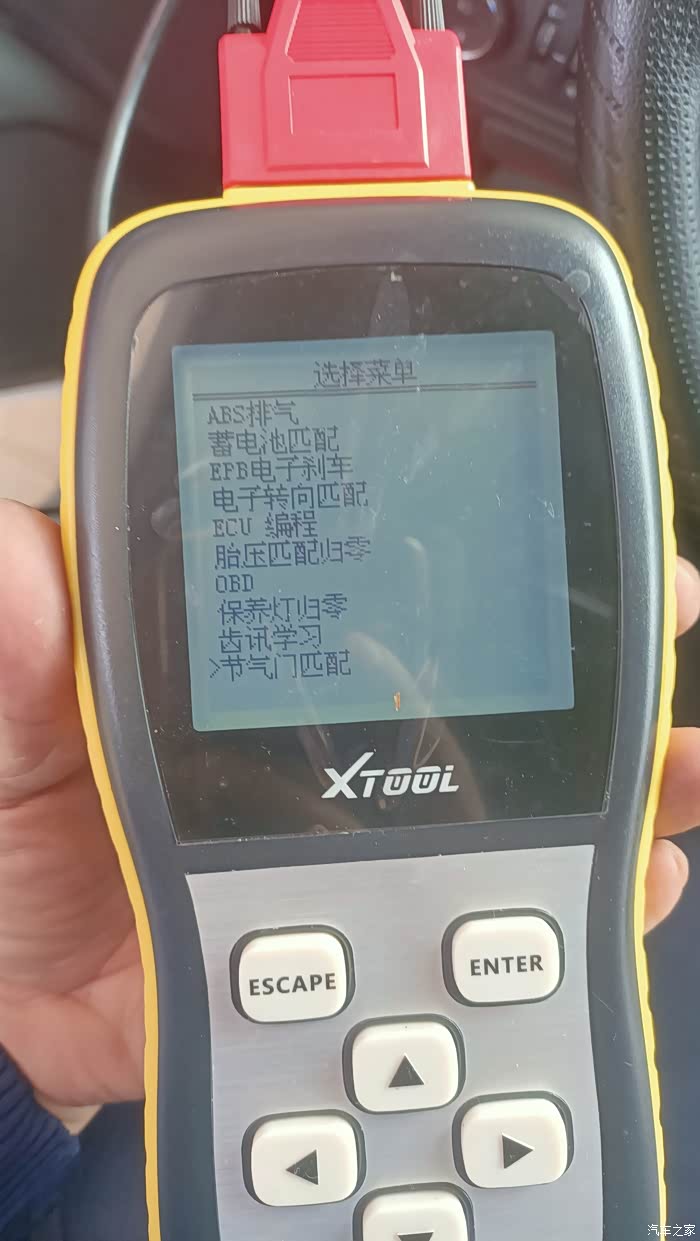 选择菜单
ABS排气
蓄电池匹配
EPB电子刹车
电子转向匹配
ECU 编程
胎压匹配归零
OBD
保养灯归零
齿讯学习
>节气门匹配
XTOOL
ESCAPE
ENTER
汽车之家